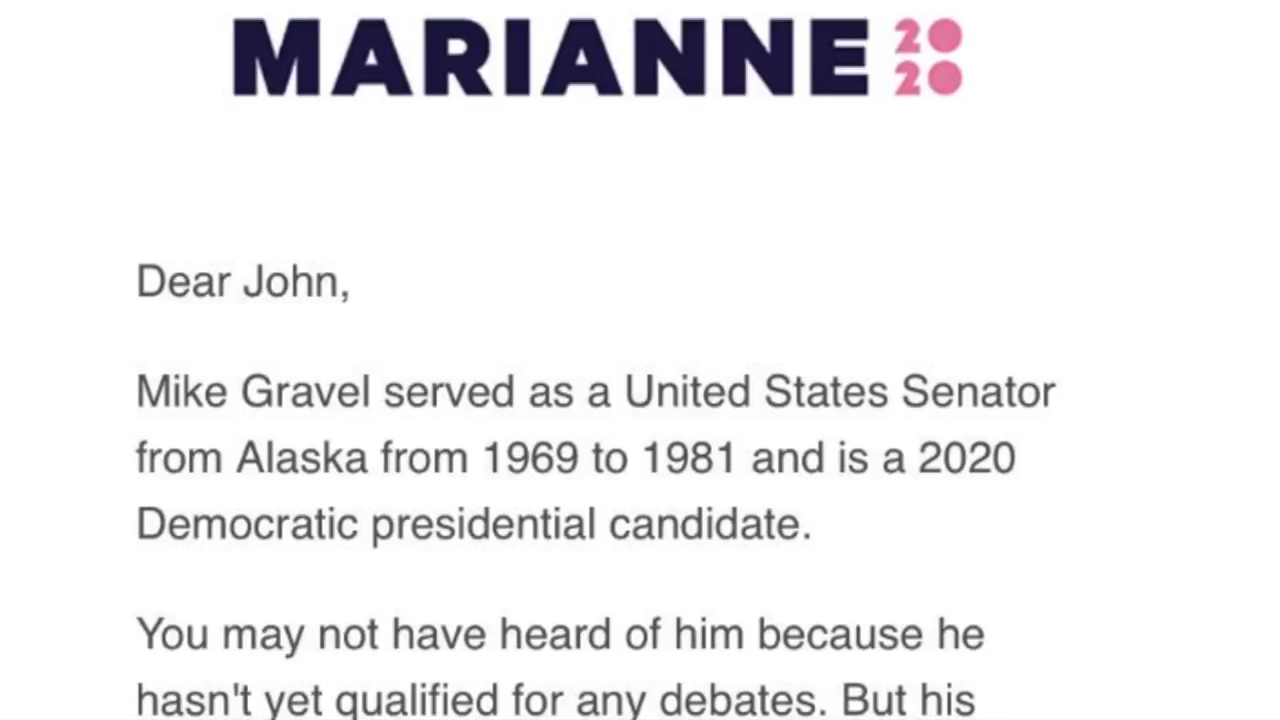 MARIANNE 20
20
Dear John,
Mike Gravel served as a United States Senator
from Alaska from 1969 to 1981 and is a 2020
Democratic presidential candidate.
You may not have heard of him because he
hasn't yet qualified for any debates. But his